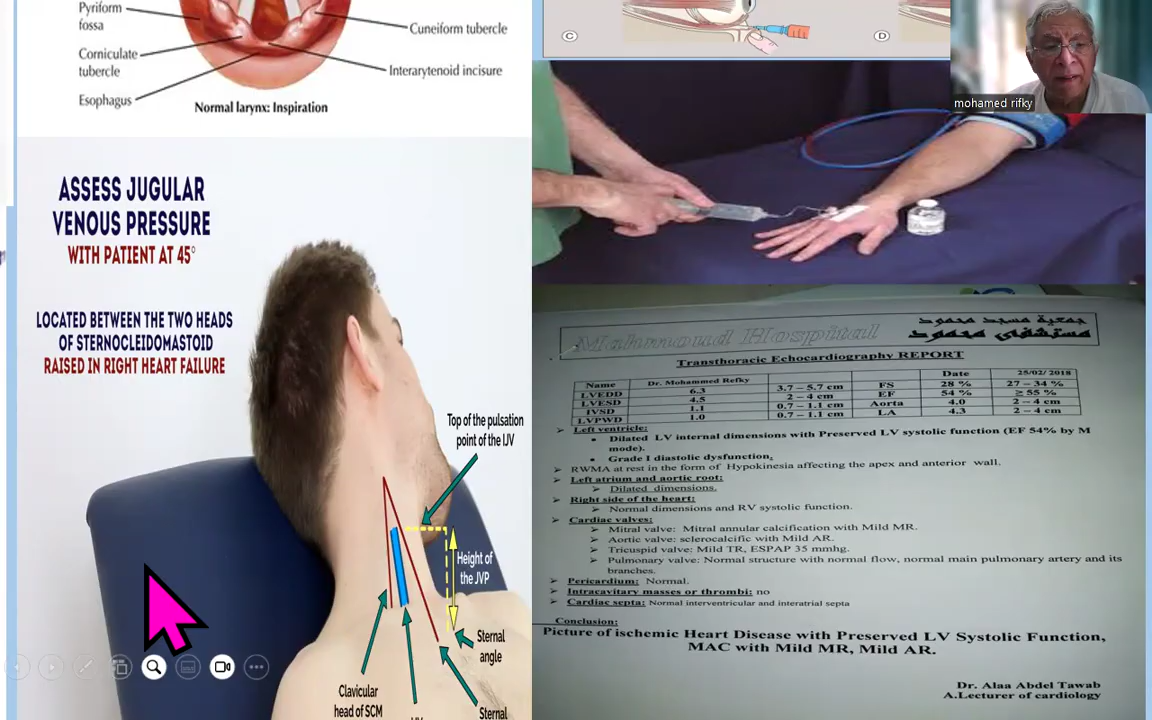 Pyriform
fossa
Corniculate
tubercle
Esophagus
Cuneiform tubercle
Interarytenoid incisure
Normal larynx: Inspiration
ASSESS JUGULAR
VENOUS PRESSURE
WITH PATIENT AT 45°
LOCATED BETWEEN THE TWO HEADS
OF STERNOCLEIDOMASTOID
RAISED IN RIGHT HEART FAILURE
Top of the pulsation
point of the IJV
Height of
the JVP
Sternal
angle
Clavicular
head of SCM
Sternal
C
D
mohamed rifky
Mahmoud Hospital
جمعية مسجد محمود
مستشفى محمود
Transthoracic Echocardiography REPORT
Name Dr. Mohammed Refky Date 25/02/2018
LVEDD 6.3 3.7 – 5.7 cm FS 28 % 27 – 34 %
LVESD 4.5 2 – 4 cm EF 54 % ≥ 55 %
IVSD 1.1 0.7 – 1.1 cm Aorta 4.0 2 – 4 cm
LVPWD 1.0 0.7 – 1.1 cm LA 4.3 2 – 4 cm
Left ventricle:
Dilated LV internal dimensions with Preserved LV systolic function (EF 54% by M
mode).
Grade I diastolic dysfunction.
RWMA at rest in the form of Hypokinesia affecting the apex and anterior wall.
Left atrium and aortic root:
Dilated dimensions.
Right side of the heart:
Normal dimensions and RV systolic function.
Cardiac valves:
Mitral valve: Mitral annular calcification with Mild MR.
Aortic valve: sclerocalcific with Mild AR.
Tricuspid valve: Mild TR, ESPAP 35 mmhg.
Pulmonary valve: Normal structure with normal flow, normal main pulmonary artery and its
branches.
Pericardium: Normal.
Intracavitary masses or thrombi: no
Cardiac septa: Normal interventricular and interatrial septa
Conclusion:
Picture of ischemic Heart Disease with Preserved LV Systolic Function,
MAC with Mild MR, Mild AR.
Dr. Alaa Abdel Tawab
A.Lecturer of cardiology